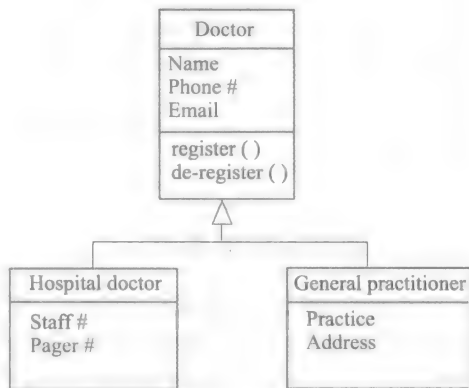 Doctor
Name
Phone #
Email
register ( )
de-register ( )
Hospital doctor
Staff #
Pager #
General practitioner
Practice
Address